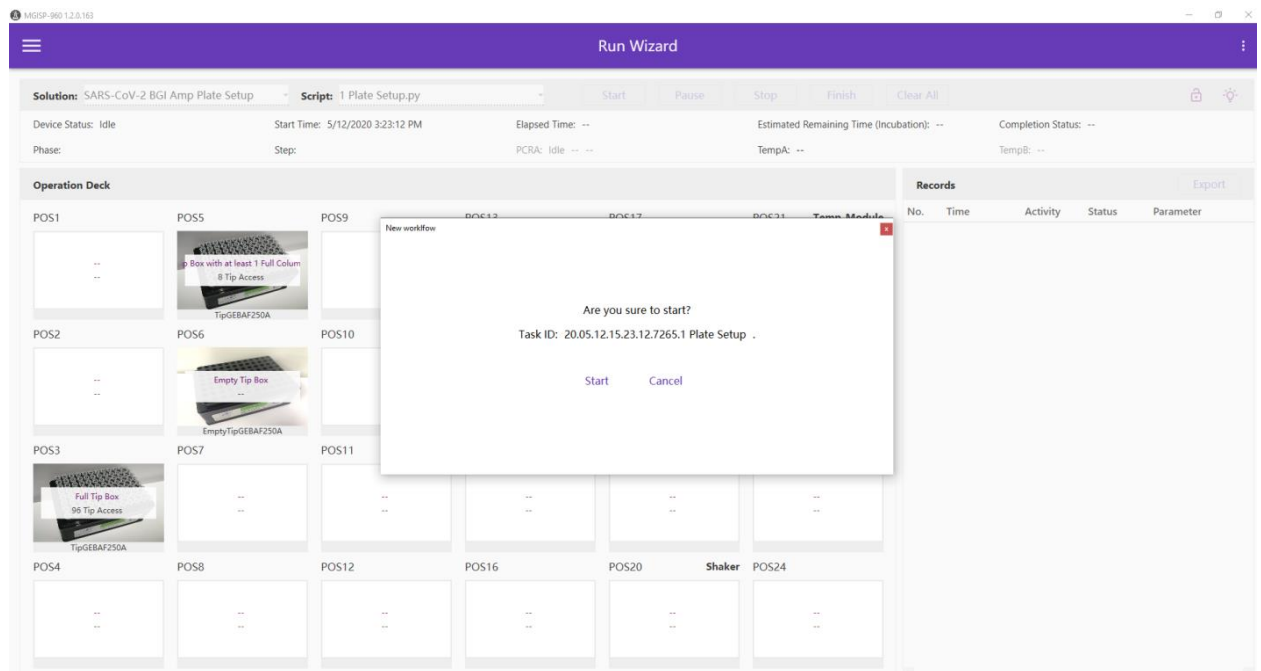 MGISP-960 1.2.0.163
Run Wizard
Solution: SARS-CoV-2 BGI Amp Plate Setup Script: 1 Plate Setup.py Start Pause Stop Finish Clear All
Device Status: Idle Start Time: 5/12/2020 3:23:12 PM Elapsed Time: -- Estimated Remaining Time (Incubation): -- Completion Status: --
Phase: Step: PCRA: Idle -- -- TempA: -- TempB: --
Operation Deck Records Export
POS1 POS5 POS9 POS13 POS17 POS21 Temp Module No. Time Activity Status Parameter
New worklfow
-- p Box with at least 1 Full Colum
-- 8 Tip Access
TipGEBAF250A
Are you sure to start?
POS2 POS6 POS10 Task ID: 20.05.12.15.23.12.7265.1 Plate Setup .
-- Empty Tip Box Start Cancel
-- --
EmptyTipGEBAF250A
POS3 POS7 POS11
Full Tip Box -- -- -- -- --
96 Tip Access -- -- -- -- --
TipGEBAF250A
POS4 POS8 POS12 POS16 POS20 Shaker POS24
-- -- -- -- -- --
-- -- -- -- -- --